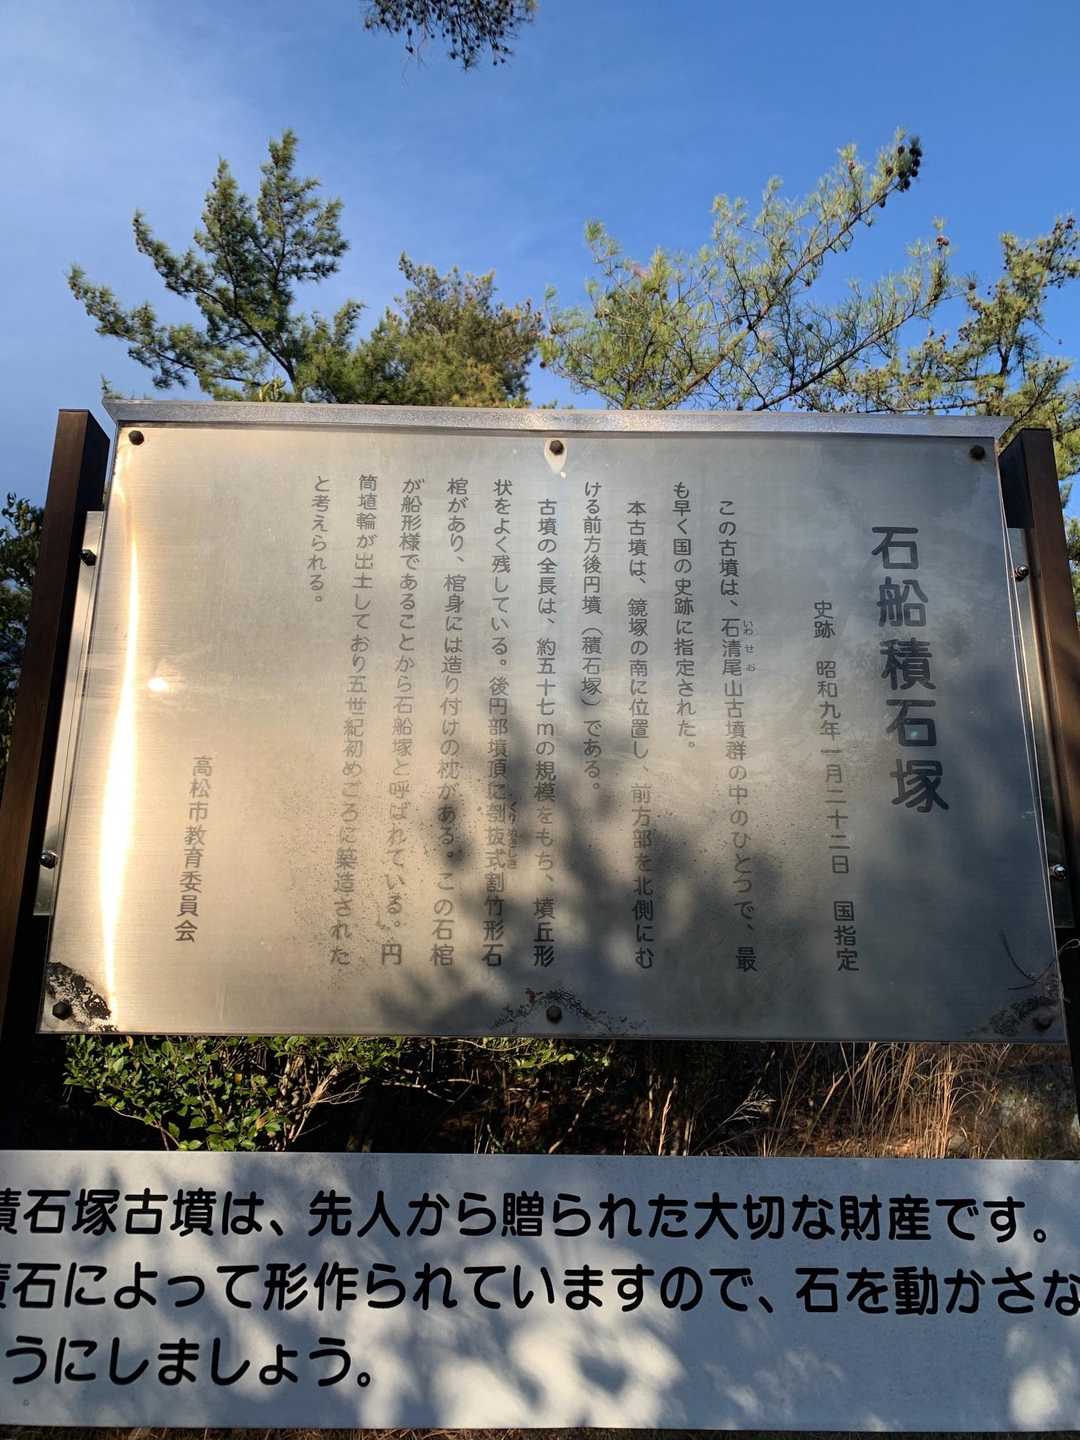 石船積石塚
史跡　昭和九年一月二十二日　国指定
この古墳は、石清尾山古墳群の中のひとつで、最
いわせお
も早く国の史跡に指定された。
本古墳は、鏡塚の南に位置し、前方部を北側にむ
ける前方後円墳（積石塚）である。
古墳の全長は、約五十七mの規模をもち、墳丘形
状をよく残している。後円部墳頂に刳抜式割竹形石
くりぬきしき
棺があり、棺身には造り付けの枕がある。この石棺
が船形様であることから石船塚と呼ばれている。円
筒埴輪が出土しており五世紀初めごろに築造された
と考えられる。
高松市教育委員会
積石塚古墳は、先人から贈られた大切な財産です。
積石によって形作られていますので、石を動かさな
うにしましょう。